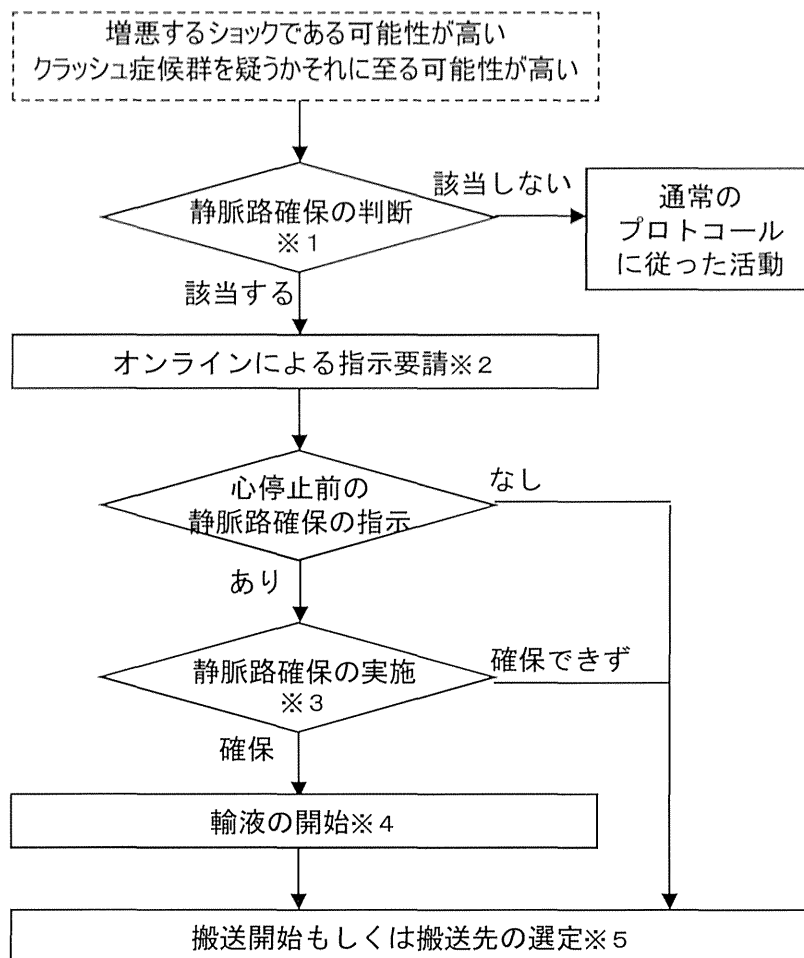 増悪するショックである可能性が高い
クラッシュ症候群を疑うかそれに至る可能性が高い
静脈路確保の判断
※1
該当しない
通常の
プロトコール
に従った活動
該当する
オンラインによる指示要請※2
心停止前の
静脈路確保の指示
なし
あり
静脈路確保の実施
※3
確保できず
確保
輸液の開始※4
搬送開始もしくは搬送先の選定※5